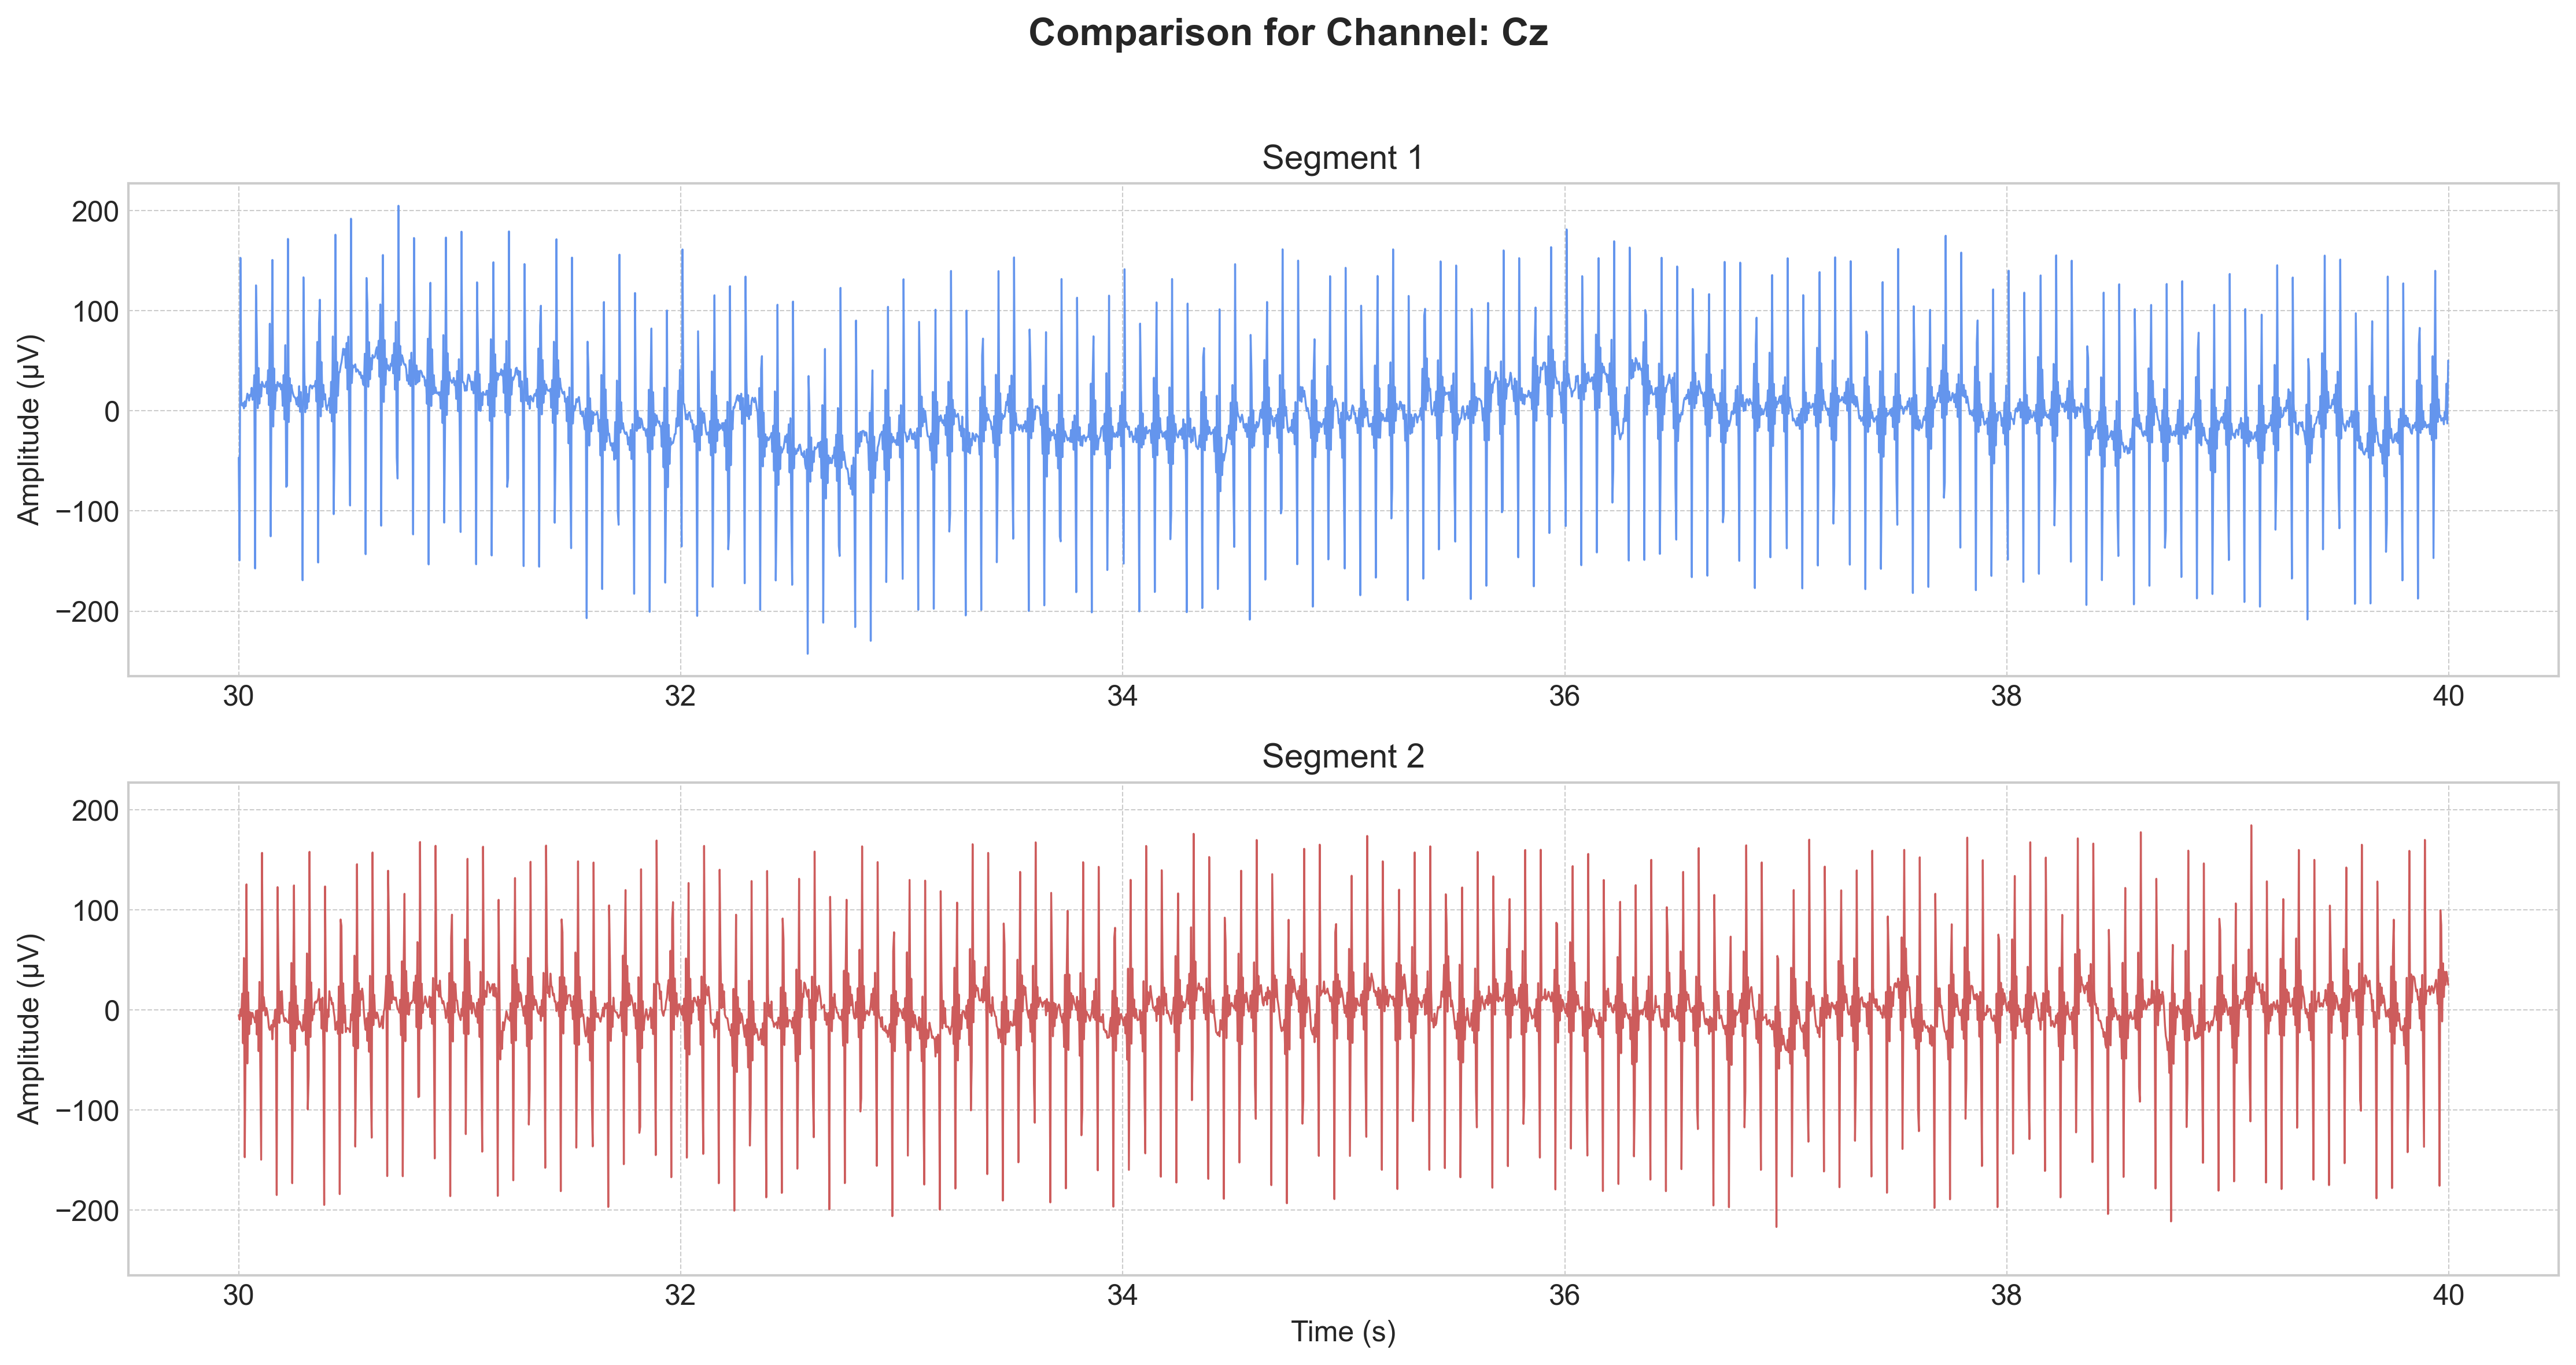 Comparison for Channel: Cz
Segment 1
Amplitude (µV)
200
100
0
−100
−200
30 32 34 36 38 40
Segment 2
Amplitude (µV)
200
100
0
−100
−200
30 32 34 36 38 40
Time (s)